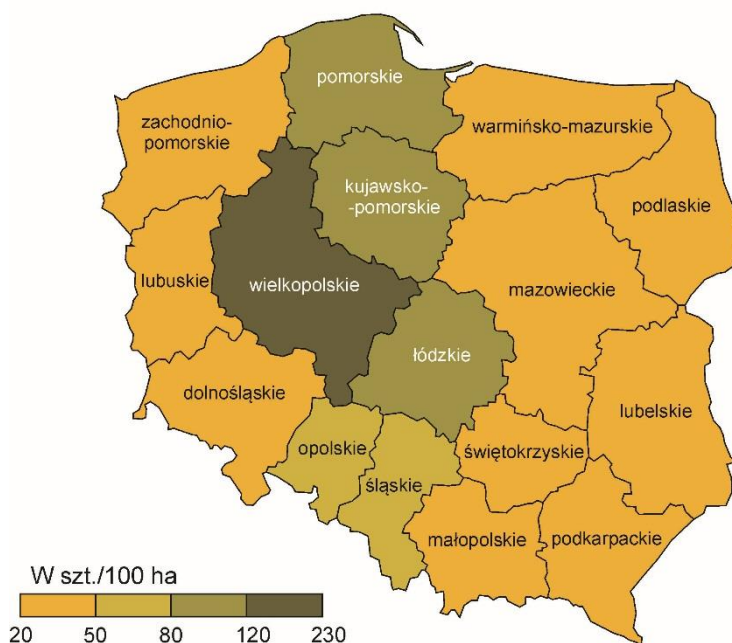 pomorskie
zachodnio-
pomorskie
warmińsko-mazurskie
kujawsko-
-pomorskie
podlaskie
lubuskie
wielkopolskie
mazowieckie
łódzkie
dolnośląskie
lubelskie
opolskie
świętokrzyskie
śląskie
małopolskie
podkarpackie
W szt./100 ha
20 50 80 120 230